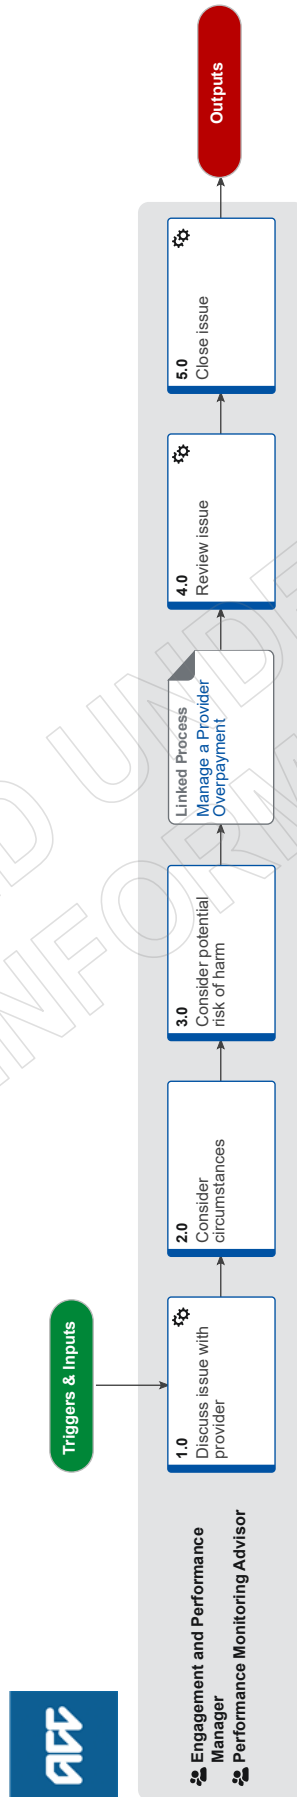 acc
Triggers & Inputs
Engagement and Performance
Manager
Performance Monitoring Advisor
1.0
Discuss issue with
provider
2.0
Consider
circumstances
3.0
Consider potential
risk of harm
Linked Process
Manage a Provider
Overpayment
4.0
Review issue
5.0
Close issue
Outputs